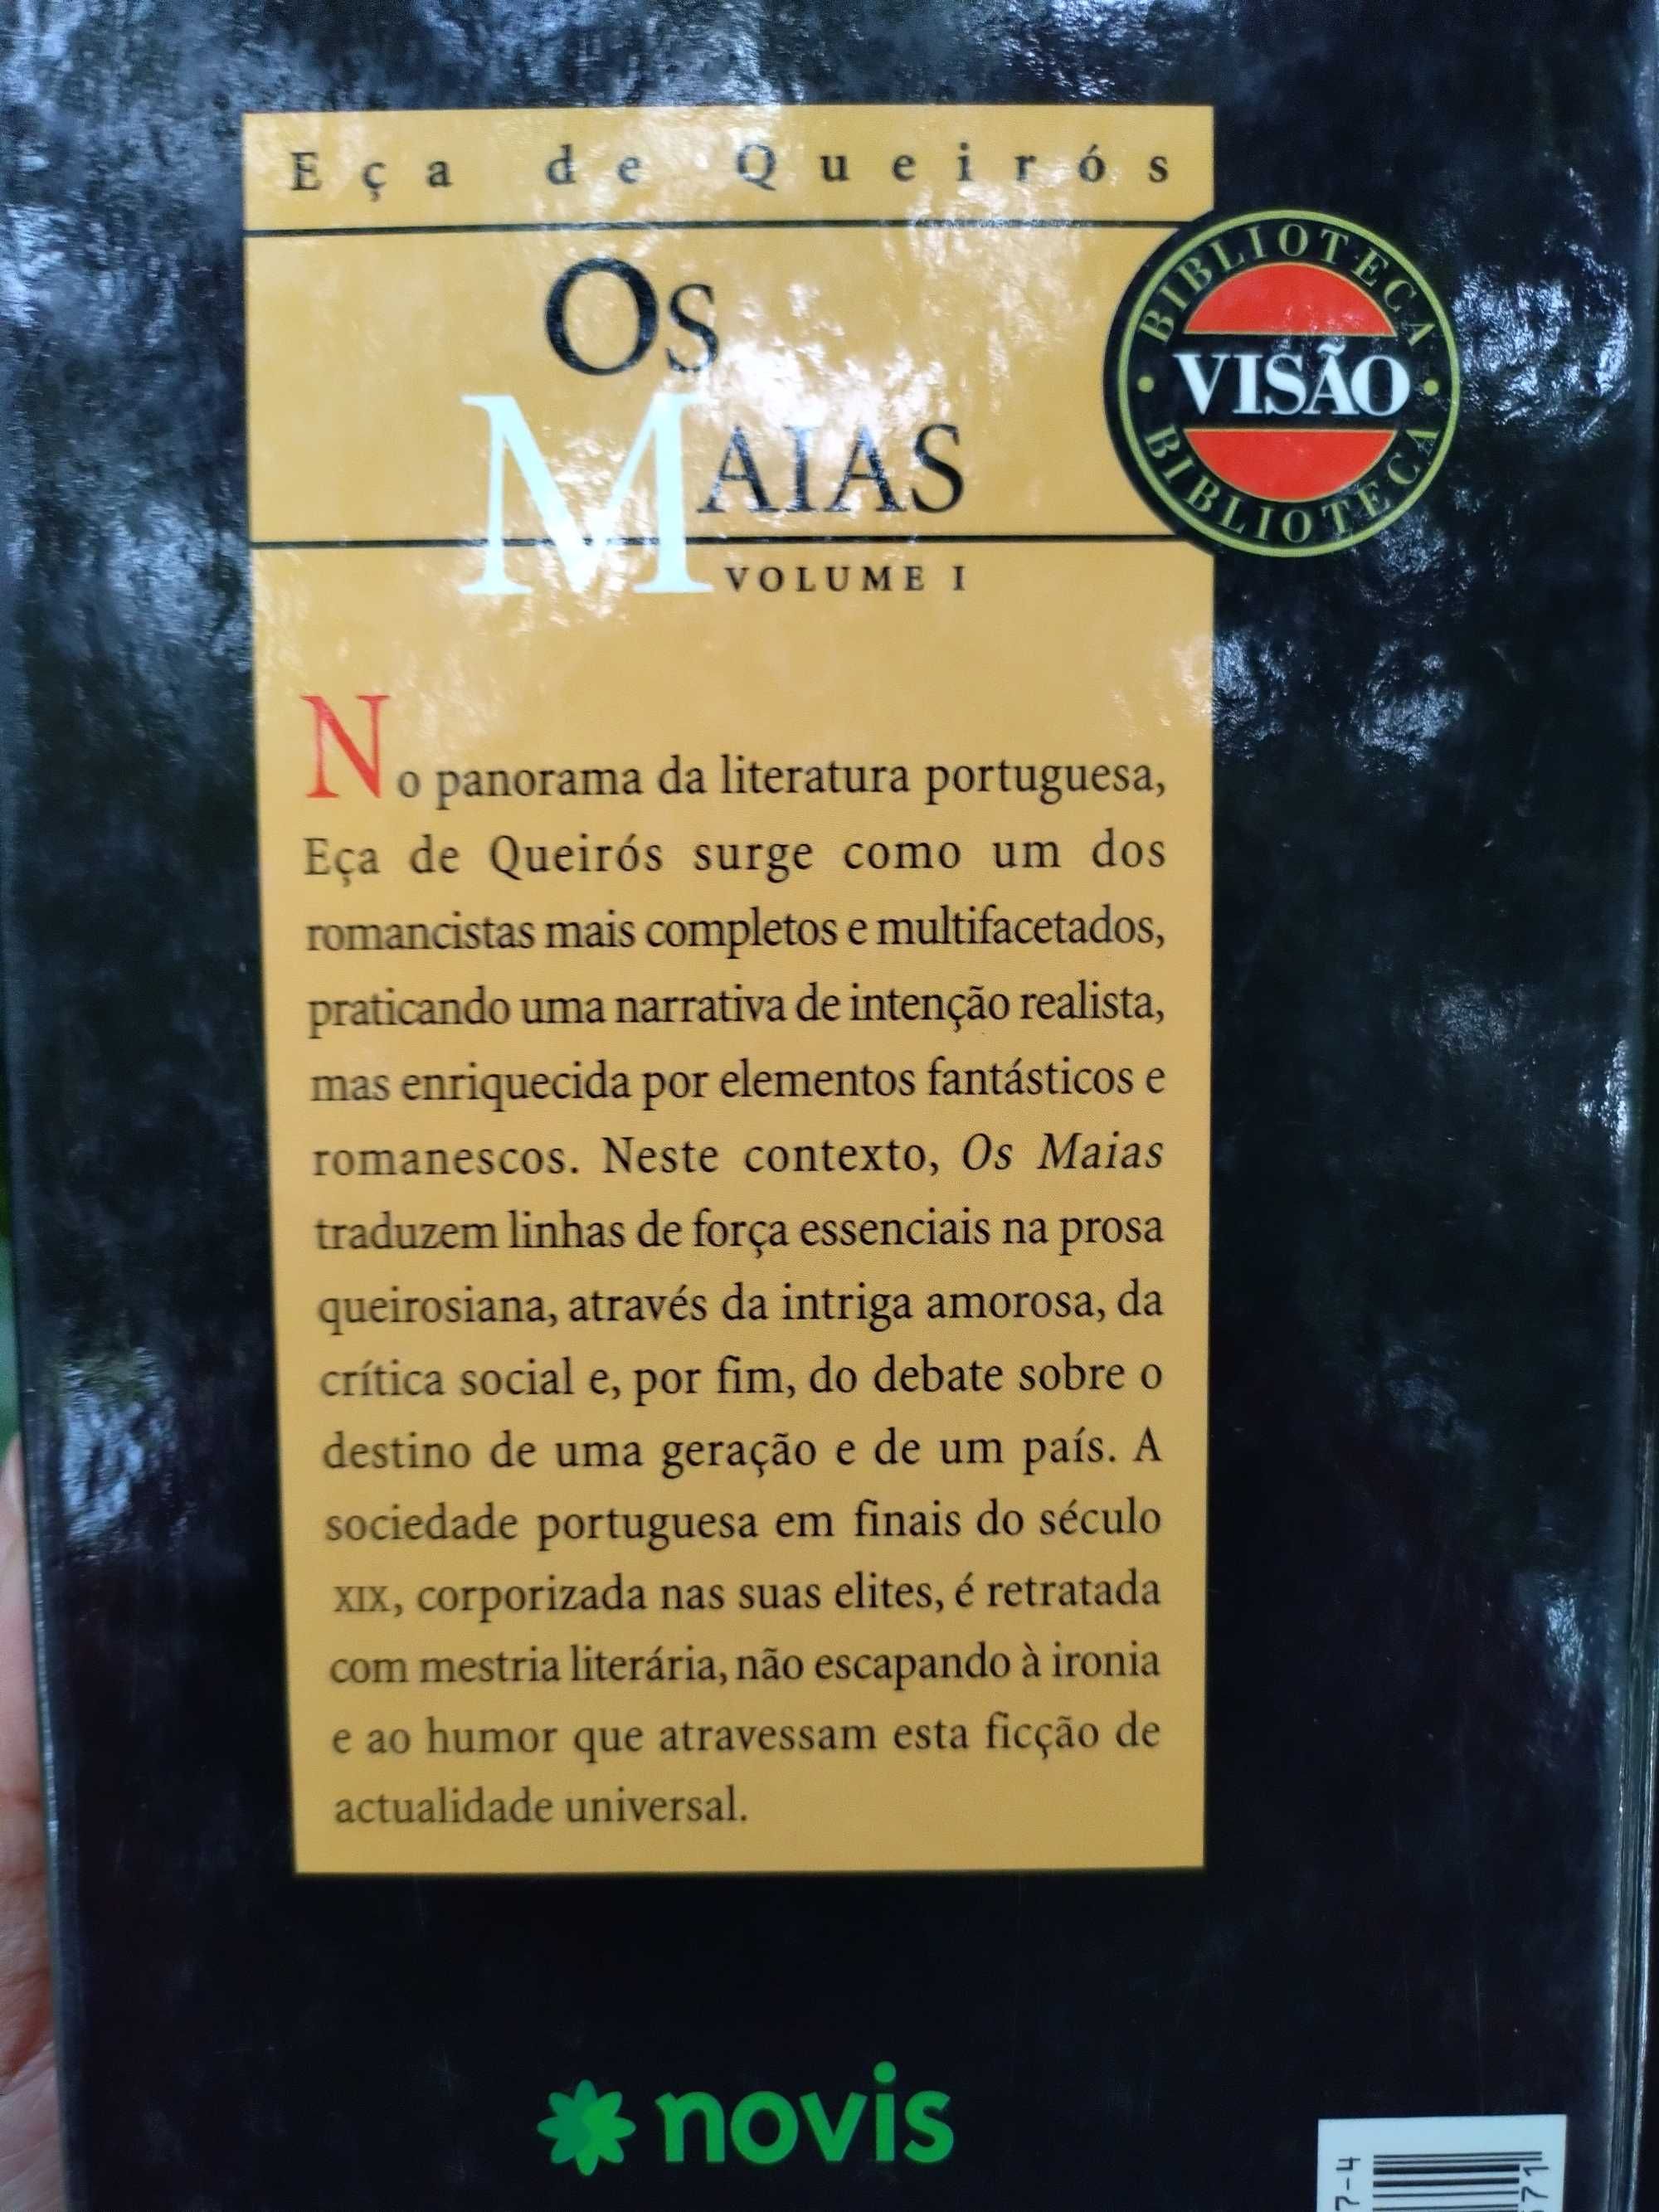 Eça de Queirós
OS
MAIAS
VOLUME I
BIBLIOTECA
VISÃO
BIBLIOTECA
No panorama da literatura portuguesa,
Eça de Queirós surge como um dos
romancistas mais completos e multifacetados,
praticando uma narrativa de intenção realista,
mas enriquecida por elementos fantásticos e
romanescos. Neste contexto, Os Maias
traduzem linhas de força essenciais na prosa
queirosiana, através da intriga amorosa, da
crítica social e, por fim, do debate sobre o
destino de uma geração e de um país. A
sociedade portuguesa em finais do século
XIX, corporizada nas suas elites, é retratada
com mestria literária, não escapando à ironia
e ao humor que atravessam esta ficção de
actualidade universal.
novis
7-4